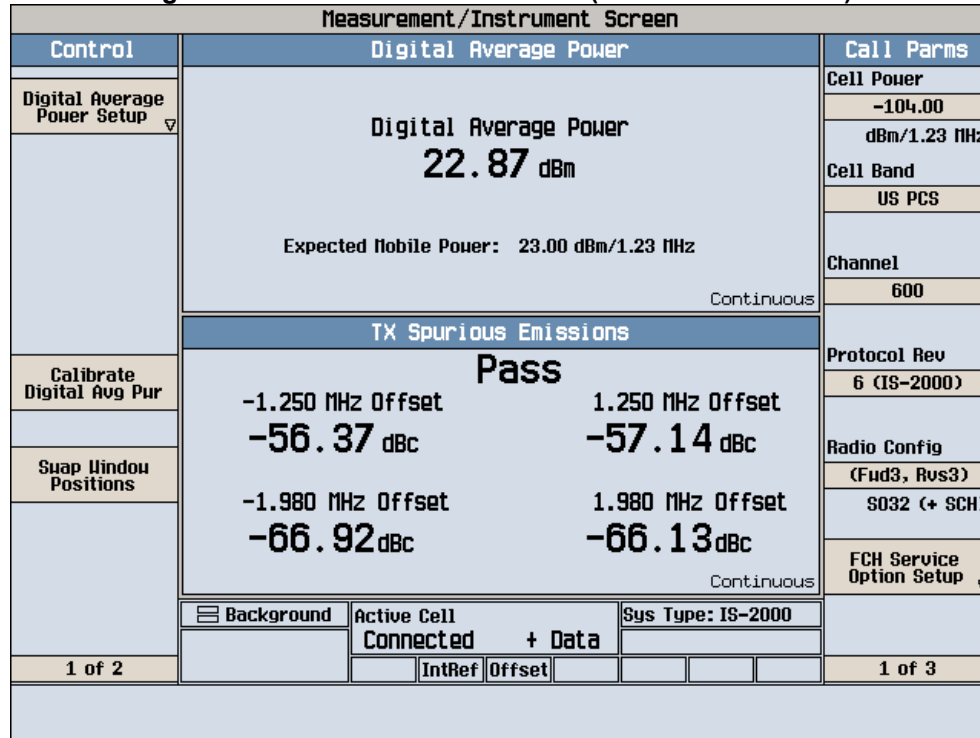 Measurement/Instrument Screen
Control
Digital Average
Power Setup
Calibrate
Digital Avg Pwr
Swap Window
Positions
1 of 2
Digital Average Power
Digital Average Power
22.87 dBm
Expected Mobile Power: 23.00 dBm/1.23 MHz
Continuous
TX Spurious Emissions
Pass
-1.250 MHz Offset 1.250 MHz Offset
-56.37 dBc -57.14 dBc
-1.980 MHz Offset 1.980 MHz Offset
-66.92 dBc -66.13 dBc
Continuous
Background
Active Cell
Connected + Data
Sys Type: IS-2000
IntRef Offset
Call Parms
Cell Power
-104.00
dBm/1.23 MHz
Cell Band
US PCS
Channel
600
Protocol Rev
6 (IS-2000)
Radio Config
(Fwd3, Rvs3)
SO32 (+ SCH)
FCH Service
Option Setup
1 of 3